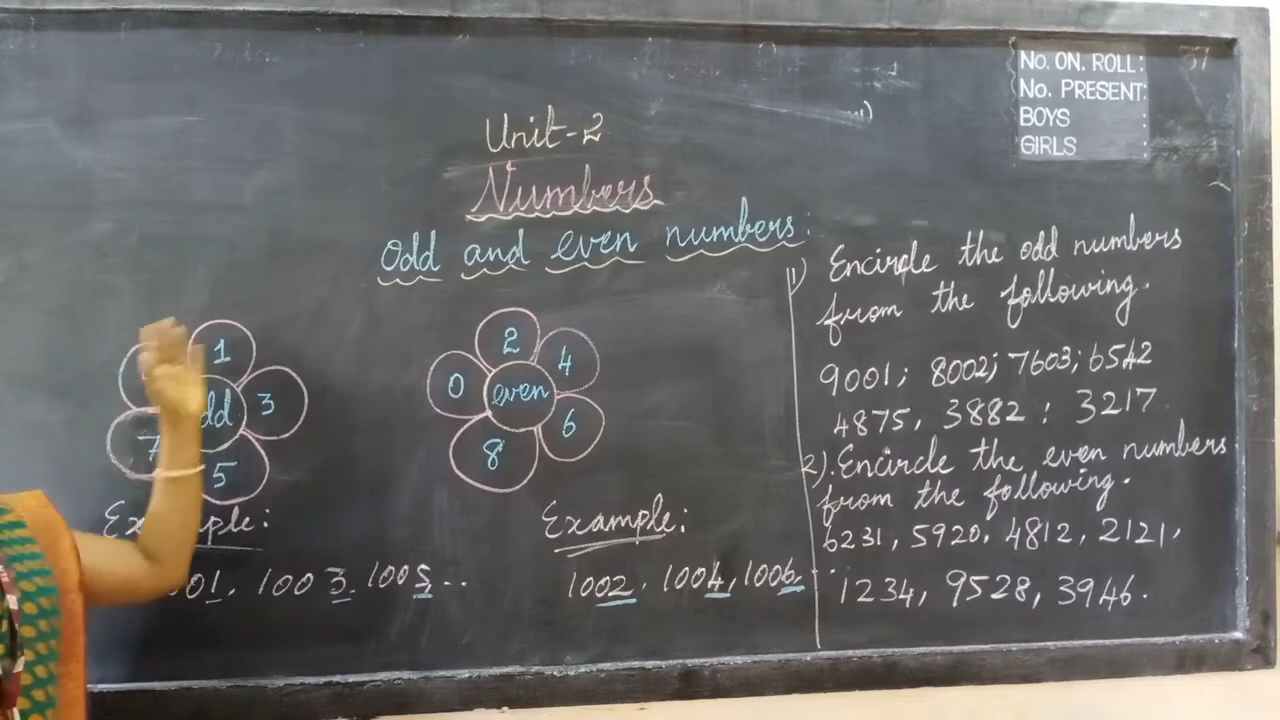 No. ON. ROLL:
No. PRESENT:
BOYS :
GIRLS :
Unit-2
Numbers
Odd and even numbers:
1
3
5
7
2
4
0
even
6
8
Example:
1003, 1005..
Example:
1002, 1004, 1006, ...
1) Encircle the odd numbers
from the following.
9001; 8002; 7603; 6542
4875, 3882 ; 3217
2). Encircle the even numbers
from the following.
6231, 5920, 4812, 2121,
1234, 9528, 3946.